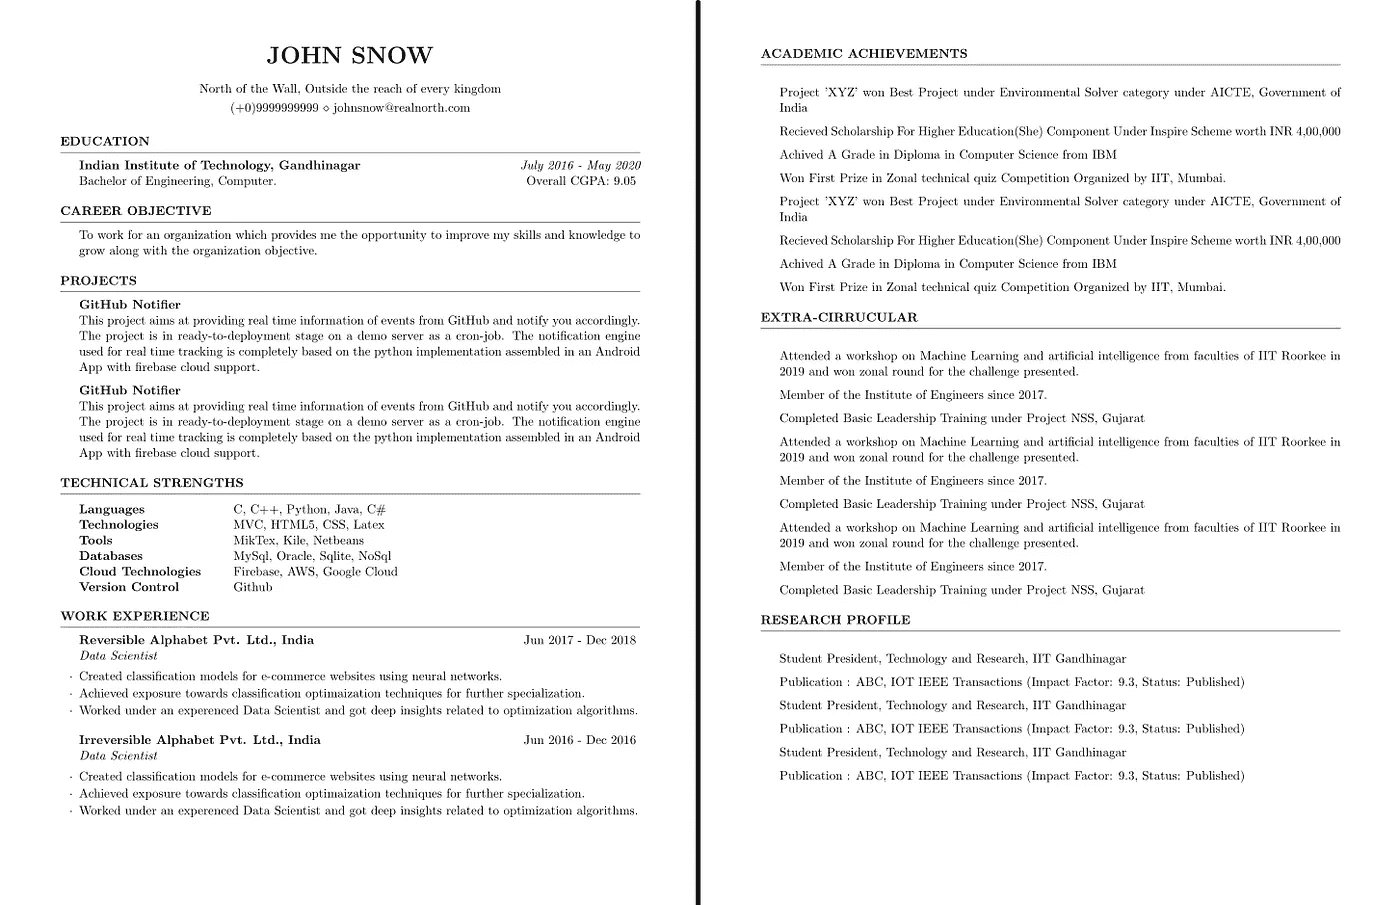 JOHN SNOW
North of the Wall, Outside the reach of every kingdom
(+0)9999999999 ⋄ johnsnow@realnorth.com
EDUCATION
Indian Institute of Technology, Gandhinagar July 2016 - May 2020
Bachelor of Engineering, Computer. Overall CGPA: 9.05
CAREER OBJECTIVE
To work for an organization which provides me the opportunity to improve my skills and knowledge to
grow along with the organization objective.
PROJECTS
GitHub Notifier
This project aims at providing real time information of events from GitHub and notify you accordingly.
The project is in ready-to-deployment stage on a demo server as a cron-job. The notification engine
used for real time tracking is completely based on the python implementation assembled in an Android
App with firebase cloud support.
GitHub Notifier
This project aims at providing real time information of events from GitHub and notify you accordingly.
The project is in ready-to-deployment stage on a demo server as a cron-job. The notification engine
used for real time tracking is completely based on the python implementation assembled in an Android
App with firebase cloud support.
TECHNICAL STRENGTHS
Languages C, C++, Python, Java, C#
Technologies MVC, HTML5, CSS, Latex
Tools MikTex, Kile, Netbeans
Databases MySql, Oracle, Sqlite, NoSql
Cloud Technologies Firebase, AWS, Google Cloud
Version Control Github
WORK EXPERIENCE
Reversible Alphabet Pvt. Ltd., India Jun 2017 - Dec 2018
Data Scientist
· Created classification models for e-commerce websites using neural networks.
· Achieved exposure towards classification optimaization techniques for further specialization.
· Worked under an experenced Data Scientist and got deep insights related to optimization algorithms.
Irreversible Alphabet Pvt. Ltd., India Jun 2016 - Dec 2016
Data Scientist
· Created classification models for e-commerce websites using neural networks.
· Achieved exposure towards classification optimaization techniques for further specialization.
· Worked under an experenced Data Scientist and got deep insights related to optimization algorithms.
ACADEMIC ACHIEVEMENTS
Project 'XYZ' won Best Project under Environmental Solver category under AICTE, Government of
India
Recieved Scholarship For Higher Education(She) Component Under Inspire Scheme worth INR 4,00,000
Achived A Grade in Diploma in Computer Science from IBM
Won First Prize in Zonal technical quiz Competition Organized by IIT, Mumbai.
Project 'XYZ' won Best Project under Environmental Solver category under AICTE, Government of
India
Recieved Scholarship For Higher Education(She) Component Under Inspire Scheme worth INR 4,00,000
Achived A Grade in Diploma in Computer Science from IBM
Won First Prize in Zonal technical quiz Competition Organized by IIT, Mumbai.
EXTRA-CIRRUCULAR
Attended a workshop on Machine Learning and artificial intelligence from faculties of IIT Roorkee in
2019 and won zonal round for the challenge presented.
Member of the Institute of Engineers since 2017.
Completed Basic Leadership Training under Project NSS, Gujarat
Attended a workshop on Machine Learning and artificial intelligence from faculties of IIT Roorkee in
2019 and won zonal round for the challenge presented.
Member of the Institute of Engineers since 2017.
Completed Basic Leadership Training under Project NSS, Gujarat
Attended a workshop on Machine Learning and artificial intelligence from faculties of IIT Roorkee in
2019 and won zonal round for the challenge presented.
Member of the Institute of Engineers since 2017.
Completed Basic Leadership Training under Project NSS, Gujarat
RESEARCH PROFILE
Student President, Technology and Research, IIT Gandhinagar
Publication : ABC, IOT IEEE Transactions (Impact Factor: 9.3, Status: Published)
Student President, Technology and Research, IIT Gandhinagar
Publication : ABC, IOT IEEE Transactions (Impact Factor: 9.3, Status: Published)
Student President, Technology and Research, IIT Gandhinagar
Publication : ABC, IOT IEEE Transactions (Impact Factor: 9.3, Status: Published)